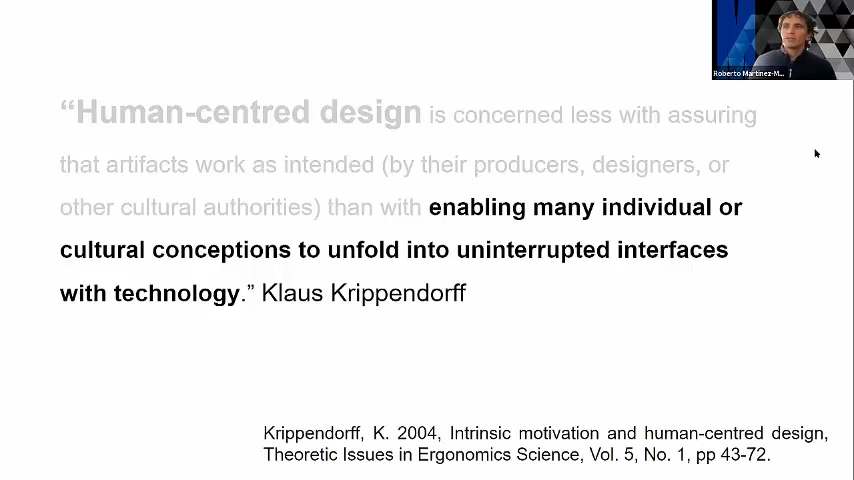 Roberto Martinez-M...
“Human-centred design is concerned less with assuring
that artifacts work as intended (by their producers, designers, or
other cultural authorities) than with enabling many individual or
cultural conceptions to unfold into uninterrupted interfaces
with technology.” Klaus Krippendorff
Krippendorff, K. 2004, Intrinsic motivation and human-centred design,
Theoretic Issues in Ergonomics Science, Vol. 5, No. 1, pp 43-72.